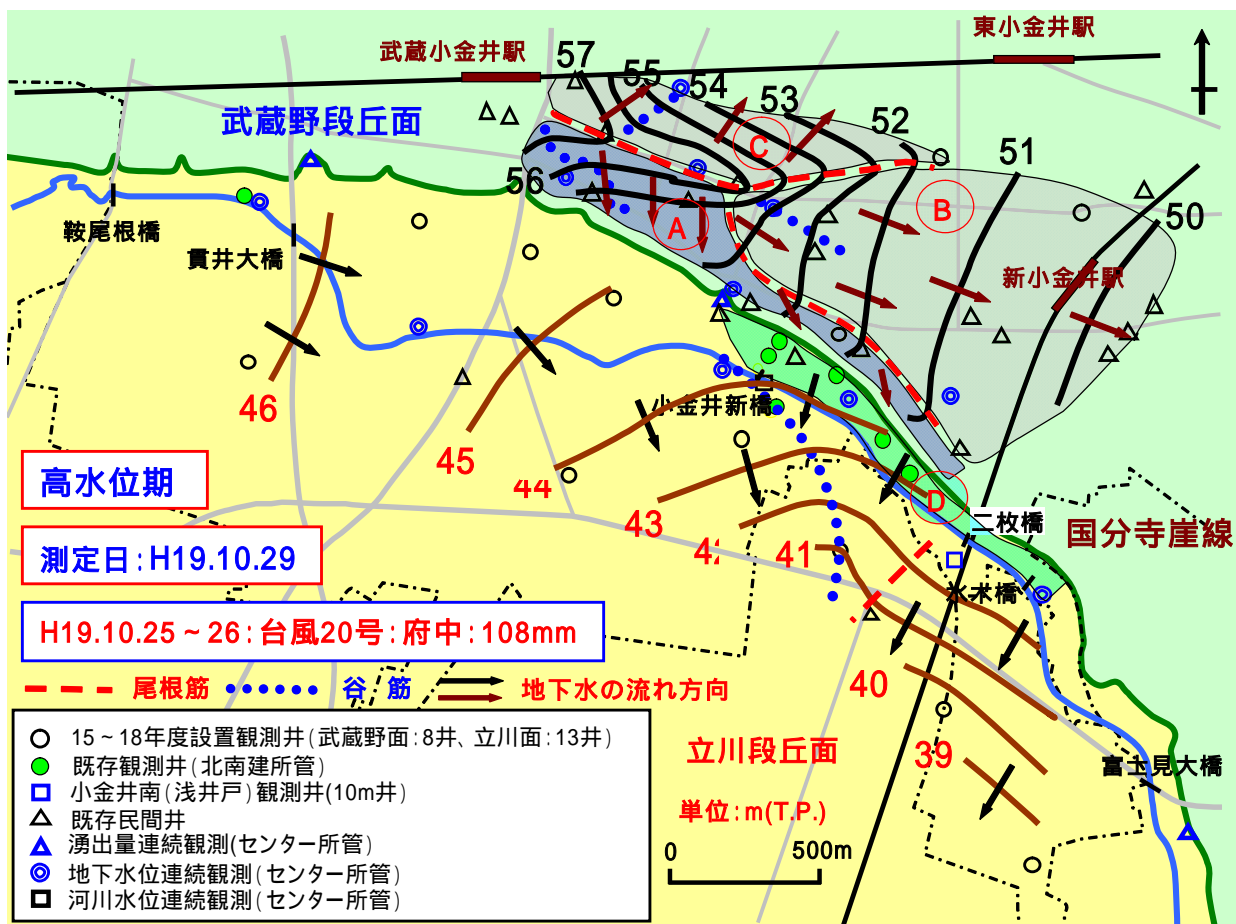 武蔵小金井駅
東小金井駅
57
55
54
53
52
51
50
56
武蔵野段丘面
C
B
A
鞍尾根橋
貫井大橋
新小金井駅
小金井新橋
46
45
44
43
42
41
40
39
D
二枚橋
国分寺崖線
高水位期
測定日:H19.10.29
H19.10.25～26:台風20号:府中:108mm
尾根筋
谷 筋
地下水の流れ方向
15～18年度設置観測井(武蔵野面:8井、立川面:13井)
既存観測井(北南建所管)
小金井南(浅井戸)観測井(10m井)
既存民間井
湧出量連続観測(センター所管)
地下水位連続観測(センター所管)
河川水位連続観測(センター所管)
立川段丘面
単位:m(T.P.)
0 500m
富士見大橋